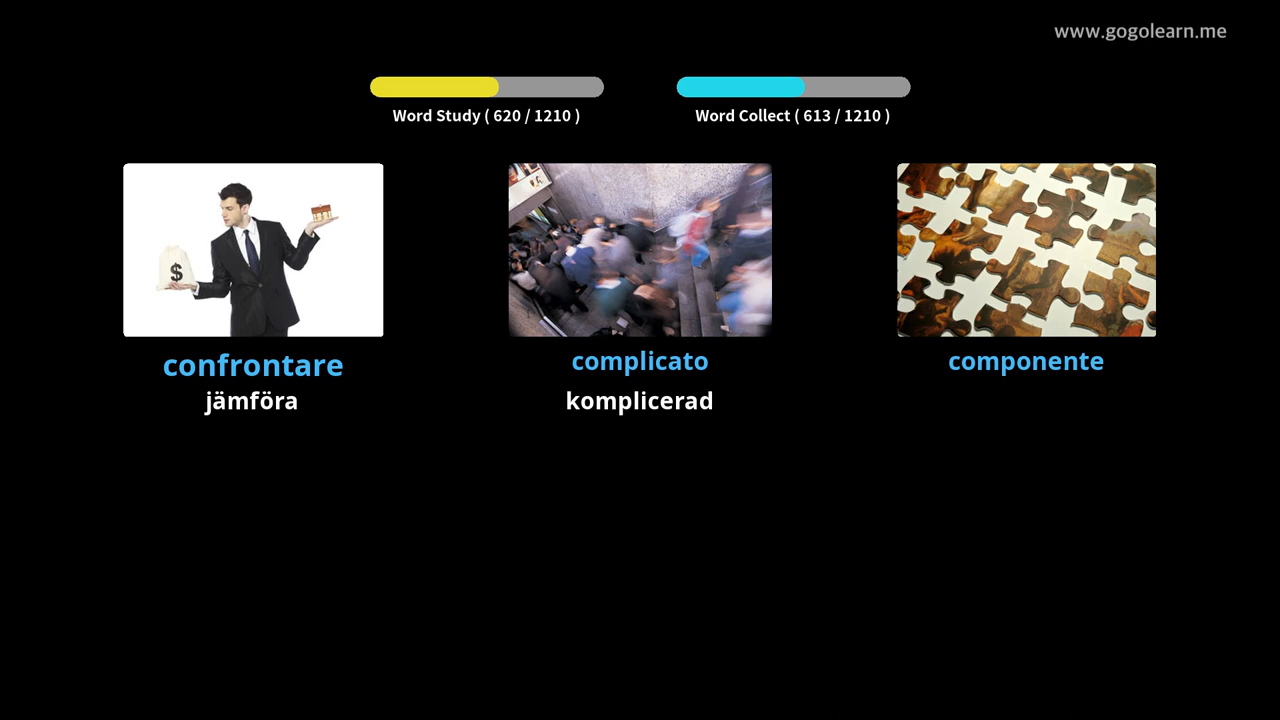 www.gogolearn.me
Word Study ( 620 / 1210 )
Word Collect ( 613 / 1210 )
$
confrontare
complicato
componente
jämföra
komplicerad